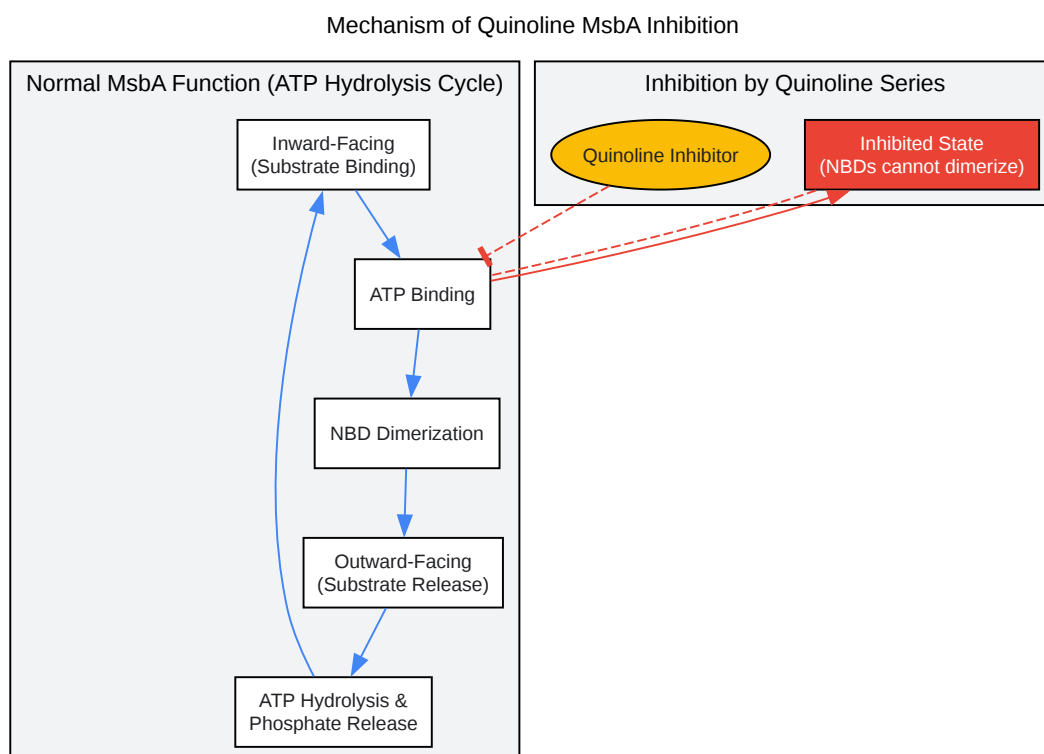 Mechanism of Quinoline MsbA Inhibition
Normal MsbA Function (ATP Hydrolysis Cycle)
Inward-Facing
(Substrate Binding)
ATP Binding
NBD Dimerization
Outward-Facing
(Substrate Release)
ATP Hydrolysis &
Phosphate Release
Inhibition by Quinoline Series
Quinoline Inhibitor
Inhibited State
(NBDs cannot dimerize)